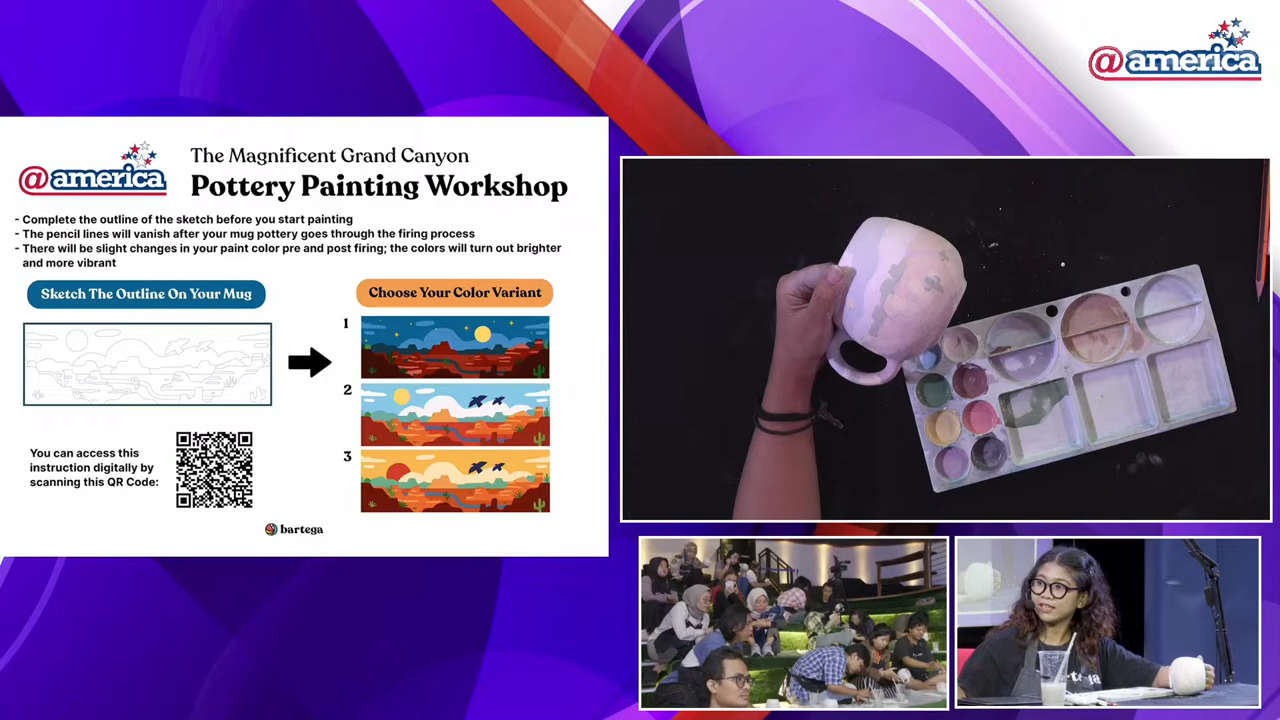 @america
@america
The Magnificent Grand Canyon
Pottery Painting Workshop
- Complete the outline of the sketch before you start painting
- The pencil lines will vanish after your mug pottery goes through the firing process
- There will be slight changes in your paint color pre and post firing; the colors will turn out brighter
and more vibrant
Sketch The Outline On Your Mug
Choose Your Color Variant
1
2
3
You can access this
instruction digitally by
scanning this QR Code:
bartega